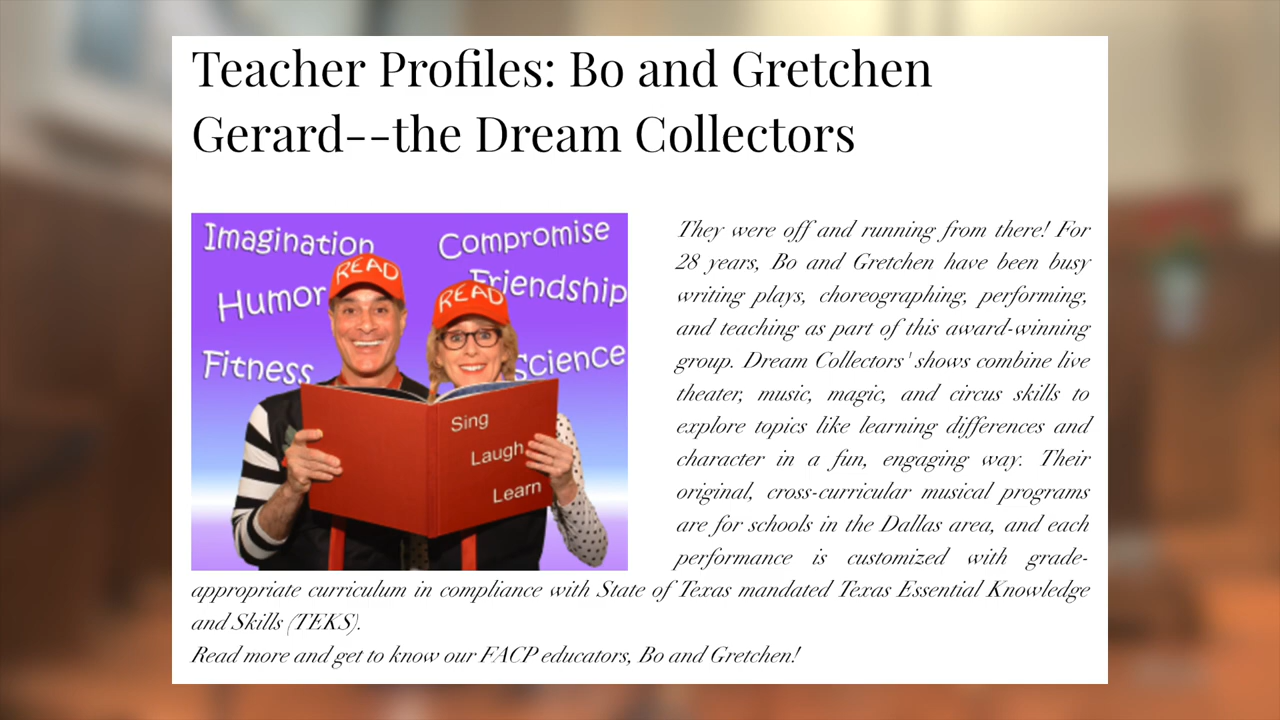 Teacher Profiles: Bo and Gretchen
Gerard--the Dream Collectors
Imagination
Compromise
READ
READ
Friendship
Humor
Fitness
Science
Sing
Laugh
Learn
They were off and running from there! For
28 years, Bo and Gretchen have been busy
writing plays, choreographing, performing,
and teaching as part of this award-winning
group. Dream Collectors' shows combine live
theater, music, magic, and circus skills to
explore topics like learning differences and
character in a fun, engaging way. Their
original, cross-curricular musical programs
are for schools in the Dallas area, and each
performance is customized with grade-
appropriate curriculum in compliance with State of Texas mandated Texas Essential Knowledge
and Skills (TEKS).
Read more and get to know our FACP educators, Bo and Gretchen!